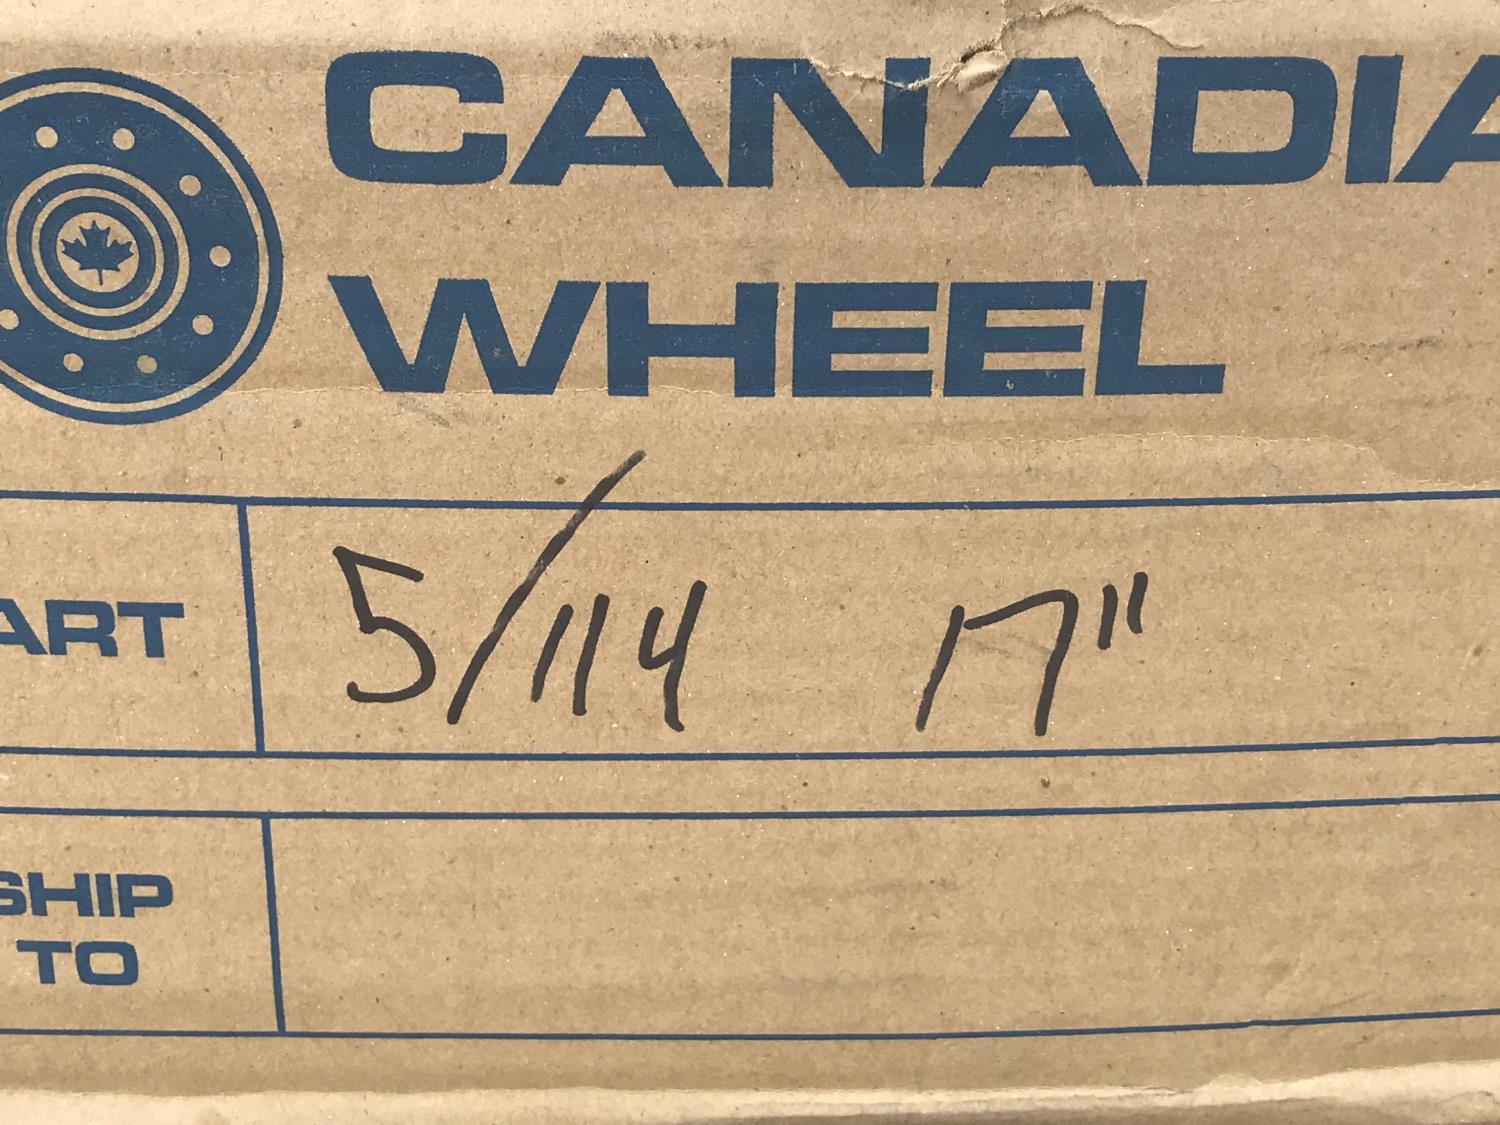 CANADIA
WHEEL
ART 5/114 17"
SHIP
TO